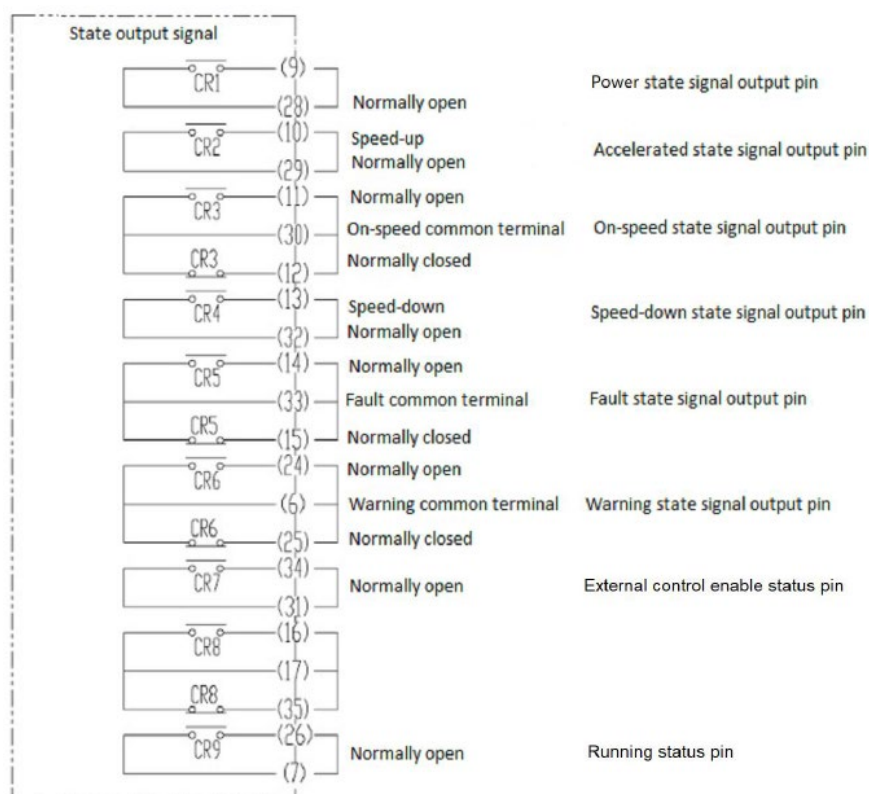 State output signal
CR1 (9)
Power state signal output pin
(28) Normally open
CR2 (10) Speed-up
Accelerated state signal output pin
(29) Normally open
CR3 (11) Normally open
(30) On-speed common terminal On-speed state signal output pin
CR3 (12) Normally closed
CR4 (13) Speed-down Speed-down state signal output pin
(32) Normally open
CR5 (14) Normally open
(33) Fault common terminal Fault state signal output pin
CR5 (15) Normally closed
CR6 (24) Normally open
(6) Warning common terminal Warning state signal output pin
CR6 (25) Normally closed
CR7 (34) Normally open External control enable status pin
(31)
CR8 (16)
(17)
CR8 (35)
CR9 (26) Normally open Running status pin
(7)